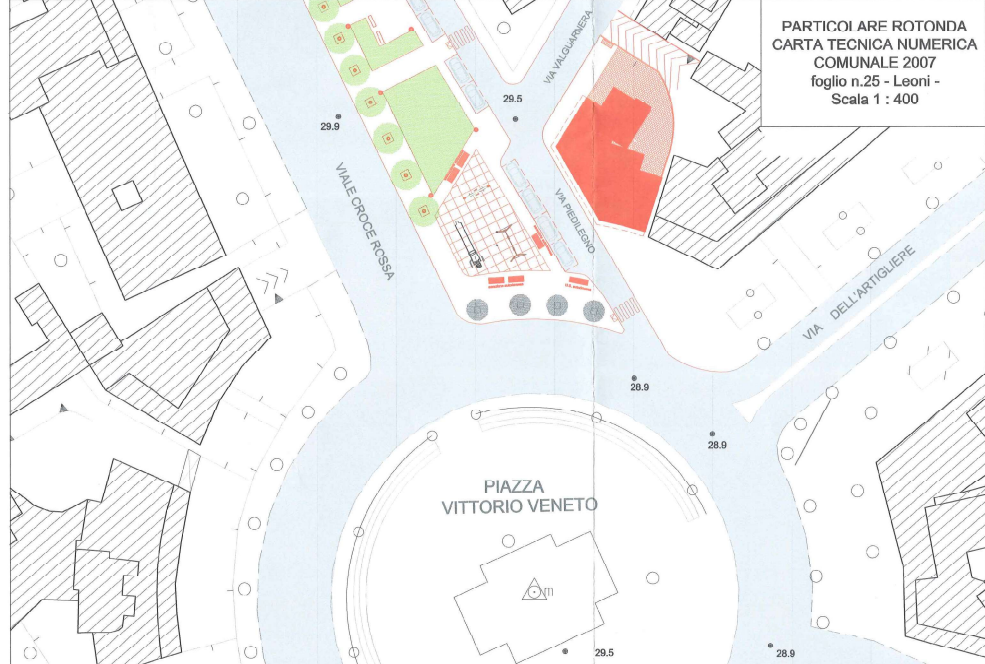 PARTICOLARE ROTONDA
CARTA TECNICA NUMERICA
COMUNALE 2007
foglio n.25 - Leoni -
Scala 1 : 400
VIA VALGUARNERA
29.5
29.9
VIALE CROCE ROSSA
VIA PIEDILEGNO
VIA DELL'ARTIGLIERE
28.9
28.9
PIAZZA
VITTORIO VENETO
m
29.5
28.9